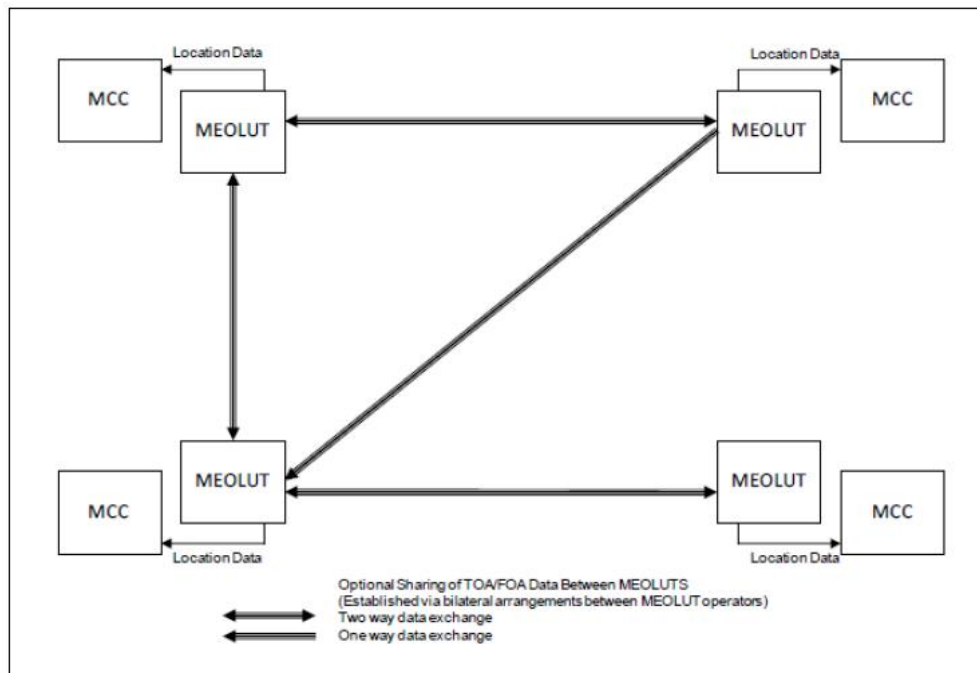 Location Data
Location Data
MCC
MEOLUT
MEOLUT
MCC
MCC
MEOLUT
MEOLUT
MCC
Location Data
Location Data
Optional Sharing of TOA/FOA Data Between MEOLUTS
(Established via bilateral arrangements between MEOLUT operators)
Two way data exchange
One way data exchange